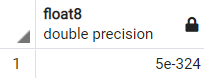 float8
double precision
1 5e-324